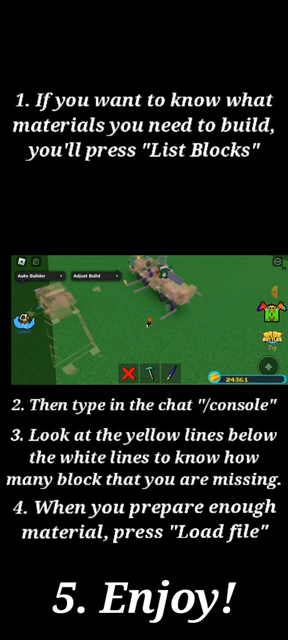 1. If you want to know what
materials you need to build,
you'll press "List Blocks"
Auto Builder
Adjust Build
24361
2. Then type in the chat "/console"
3. Look at the yellow lines below
the white lines to know how
many block that you are missing.
4. When you prepare enough
material, press "Load file"
5. Enjoy!